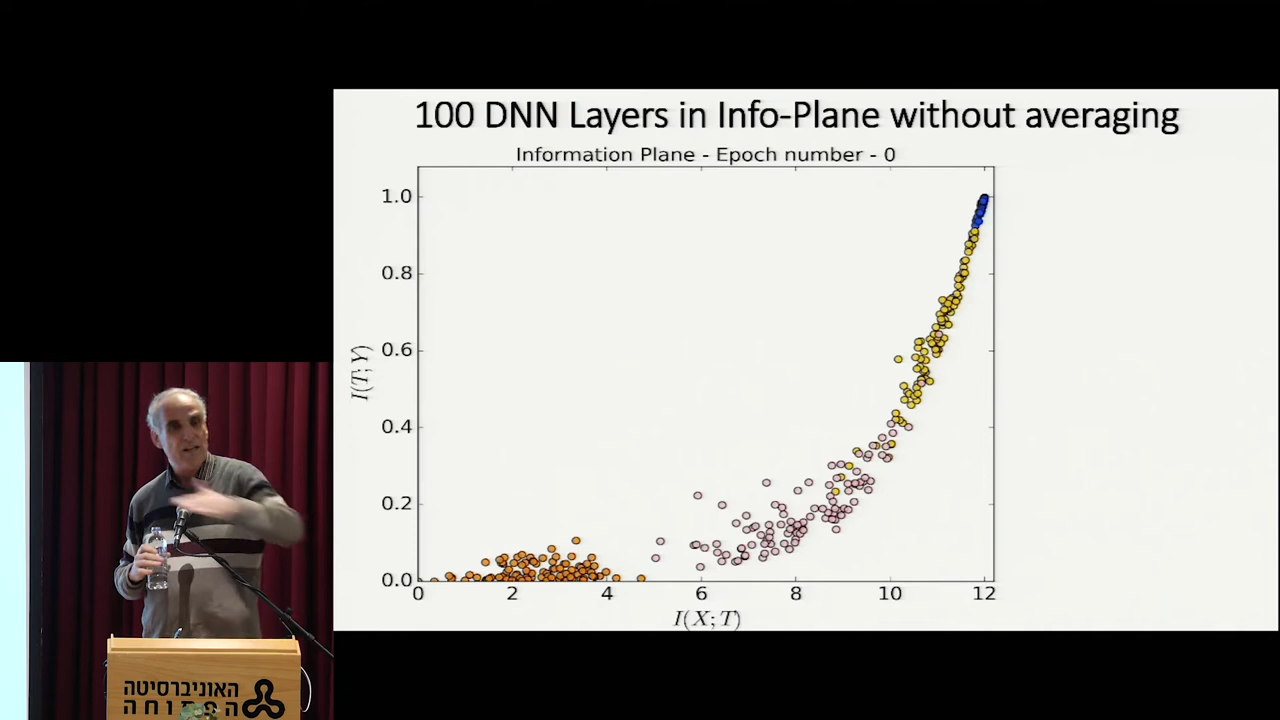 100 DNN Layers in Info-Plane without averaging
Information Plane - Epoch number - 0
1.0
0.8
0.6
0.4
0.2
0.0
I(T;Y)
0 2 4 6 8 10 12
I(X;T)
האוניברסיטה
הפתוחה